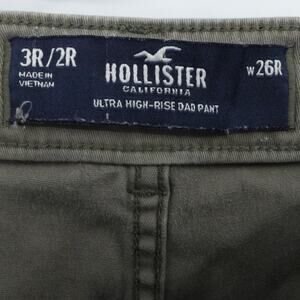 3R/2R
MADE IN
VIETNAM
HOLLISTER
CALIFORNIA
ULTRA HIGH-RISE DAD PANT
W26R